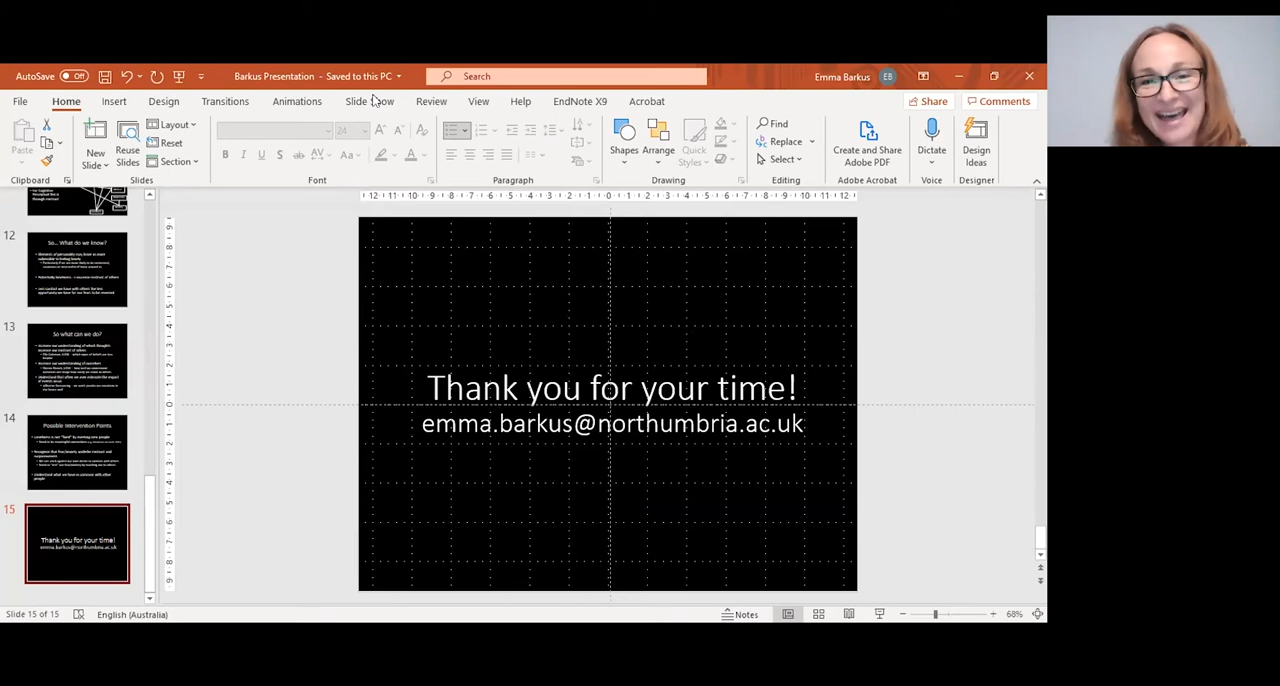 AutoSave Off Barkus Presentation - Saved to this PC Search Emma Barkus EB
File Home Insert Design Transitions Animations Slide Show Review View Help EndNote X9 Acrobat Share Comments
Paste New Slide Reuse Slides Layout Reset Section 24 Shapes Arrange Quick Styles Find Replace Select Create and Share Adobe PDF Dictate Design Ideas
Clipboard Slides Font Paragraph Drawing Editing Adobe Acrobat Voice Designer
12
So... What do we know?
13
So what can we do?
14
Possible Intervention Points
15
Thank you for your time!
emma.barkus@northumbria.ac.uk
Thank you for your time!
emma.barkus@northumbria.ac.uk
Slide 15 of 15 English (Australia) Notes 68%